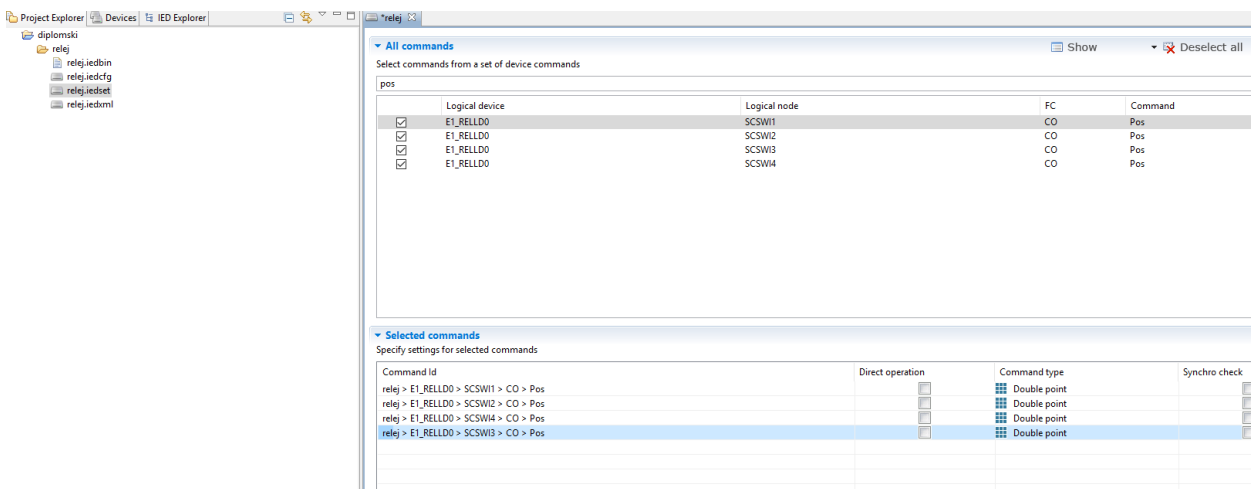 Project Explorer Devices IED Explorer
diplomski
relej
relej.iedbin
relej.iedcfg
relej.iedset
relej.iedxml
*relej
All commands
Show Deselect all
Select commands from a set of device commands
pos
Logical device Logical node FC Command
E1_RELLD0 SCSWI1 CO Pos
E1_RELLD0 SCSWI2 CO Pos
E1_RELLD0 SCSWI3 CO Pos
E1_RELLD0 SCSWI4 CO Pos
Selected commands
Specify settings for selected commands
Command Id Direct operation Command type Synchro check
relej > E1_RELLD0 > SCSWI1 > CO > Pos Double point
relej > E1_RELLD0 > SCSWI2 > CO > Pos Double point
relej > E1_RELLD0 > SCSWI4 > CO > Pos Double point
relej > E1_RELLD0 > SCSWI3 > CO > Pos Double point